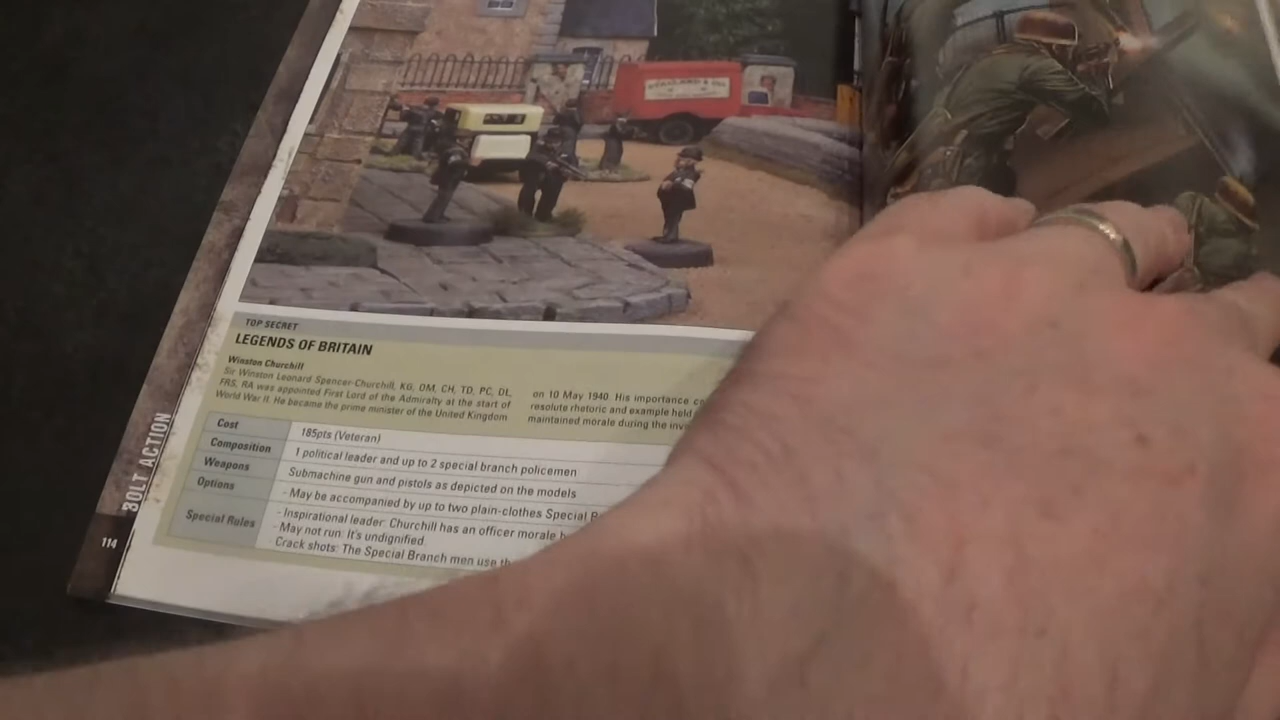 TOP SECRET
LEGENDS OF BRITAIN
Winston Churchill
Sir Winston Leonard Spencer-Churchill, KG, OM, CH, TD, PC, DL,
FRS, RA was appointed First Lord of the Admiralty at the start of
World War II. He became the prime minister of the United Kingdom
on 10 May 1940. His importance
resolute rhetoric and example held
maintained morale during the
Cost
185pts (Veteran)
Composition
1 political leader and up to 2 special branch policemen
Weapons
Submachine gun and pistols as depicted on the models
Options
- May be accompanied by up to two plain-clothes Special
Special Rules
- Inspirational leader: Churchill has an officer morale
- May not run: It's undignified.
- Crack shots: The Special Branch men use
BOLT ACTION
114